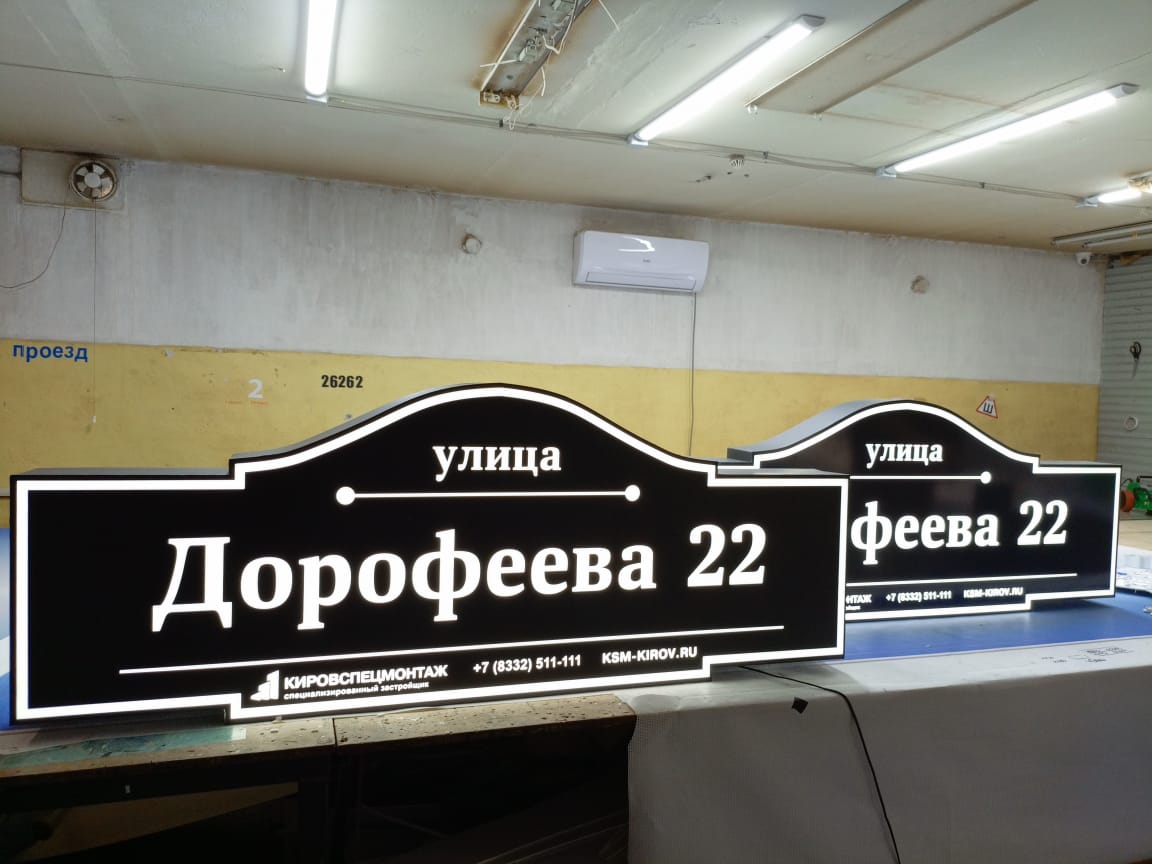 проезд
2
26262
Ш
улица
Дорофеева 22
КИРОВСПЕЦМОНТАЖ
специализированный застройщик
+7 (8332) 511-111
KSM-KIROV.RU
улица
феева 22
НТАЖ
+7 (8332) 511-111
KSM-KIROV.RU